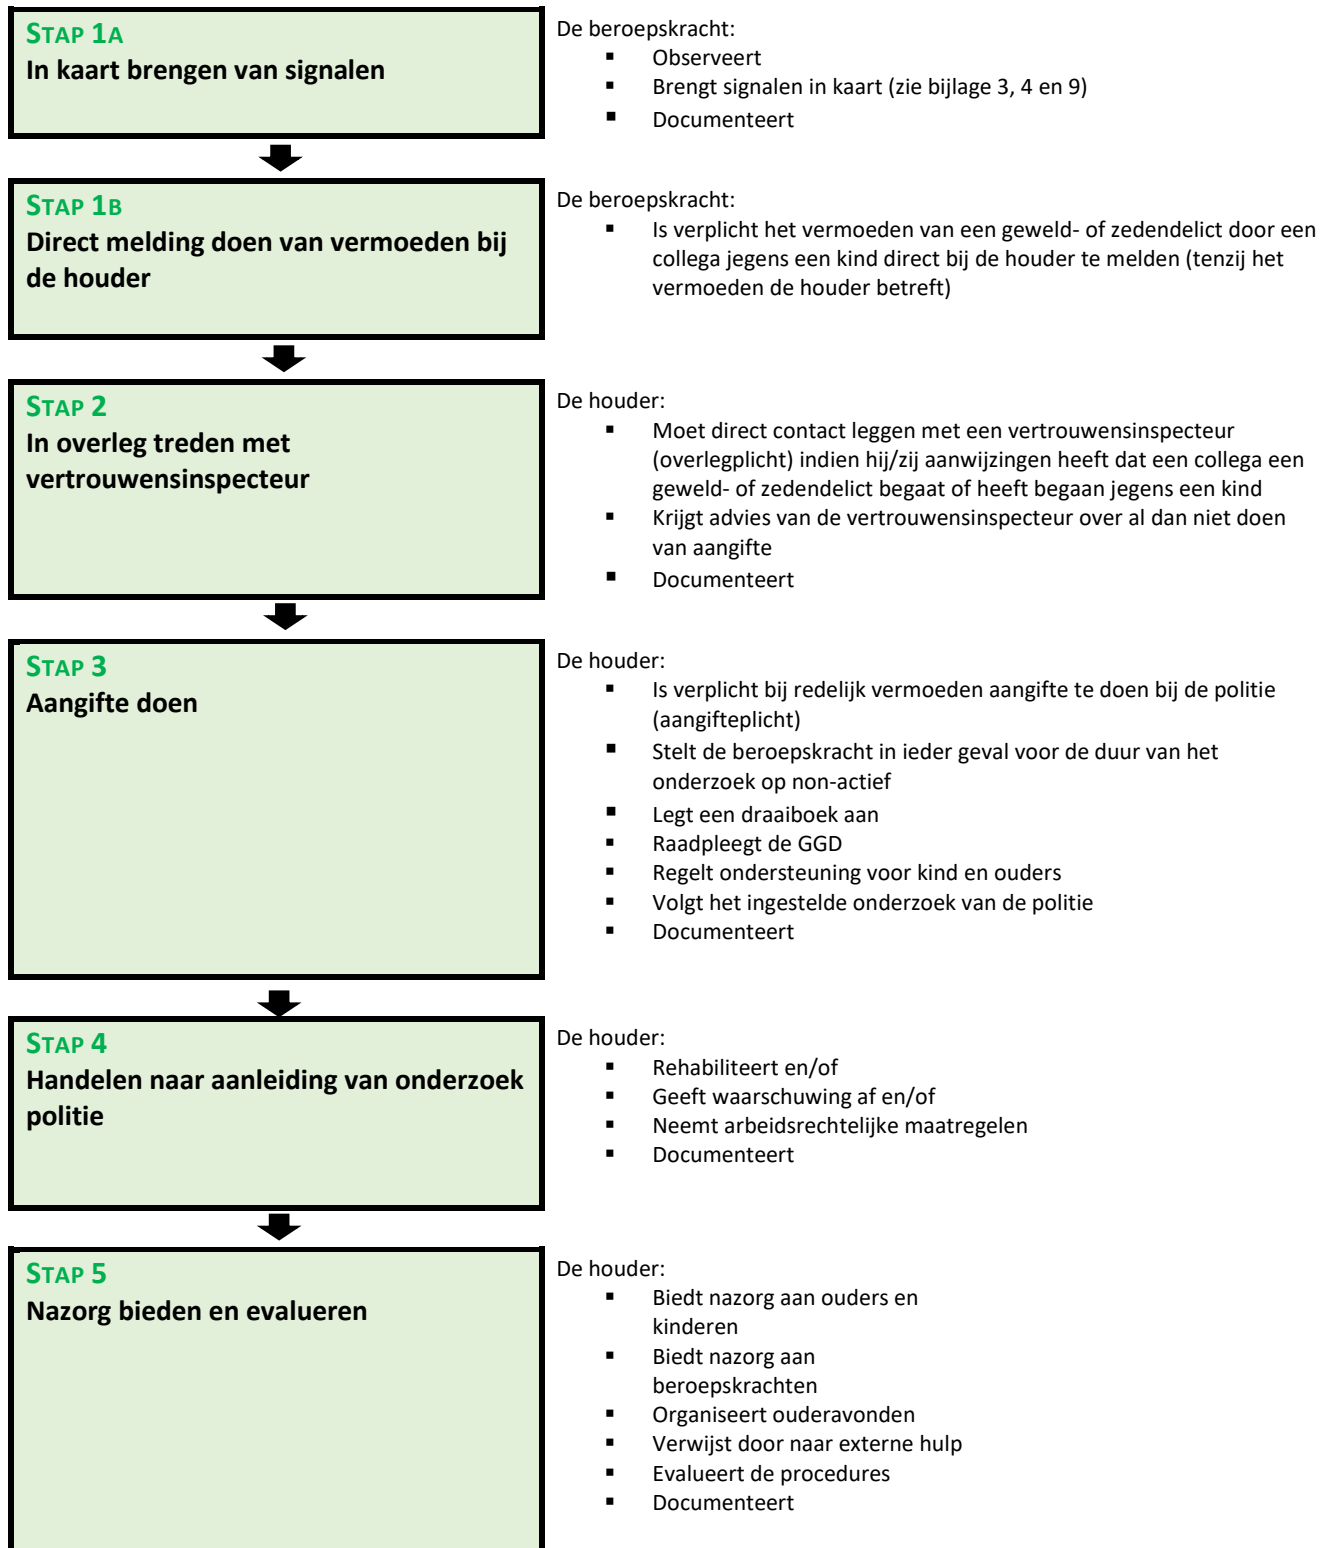 STAP 1A
In kaart brengen van signalen
De beroepskracht:
▪ Observeert
▪ Brengt signalen in kaart (zie bijlage 3, 4 en 9)
▪ Documenteert
STAP 1B
Direct melding doen van vermoeden bij
de houder
De beroepskracht:
▪ Is verplicht het vermoeden van een geweld- of zedendelict door een
collega jegens een kind direct bij de houder te melden (tenzij het
vermoeden de houder betreft)
STAP 2
In overleg treden met
vertrouwensinspecteur
De houder:
▪ Moet direct contact leggen met een vertrouwensinspecteur
(overlegplicht) indien hij/zij aanwijzingen heeft dat een collega een
geweld- of zedendelict begaat of heeft begaan jegens een kind
▪ Krijgt advies van de vertrouwensinspecteur over al dan niet doen
van aangifte
▪ Documenteert
STAP 3
Aangifte doen
De houder:
▪ Is verplicht bij redelijk vermoeden aangifte te doen bij de politie
(aangifteplicht)
▪ Stelt de beroepskracht in ieder geval voor de duur van het
onderzoek op non-actief
▪ Legt een draaiboek aan
▪ Raadpleegt de GGD
▪ Regelt ondersteuning voor kind en ouders
▪ Volgt het ingestelde onderzoek van de politie
▪ Documenteert
STAP 4
Handelen naar aanleiding van onderzoek
politie
De houder:
▪ Rehabiliteert en/of
▪ Geeft waarschuwing af en/of
▪ Neemt arbeidsrechtelijke maatregelen
▪ Documenteert
STAP 5
Nazorg bieden en evalueren
De houder:
▪ Biedt nazorg aan ouders en
kinderen
▪ Biedt nazorg aan
beroepskrachten
▪ Organiseert ouderavonden
▪ Verwijst door naar externe hulp
▪ Evalueert de procedures
▪ Documenteert